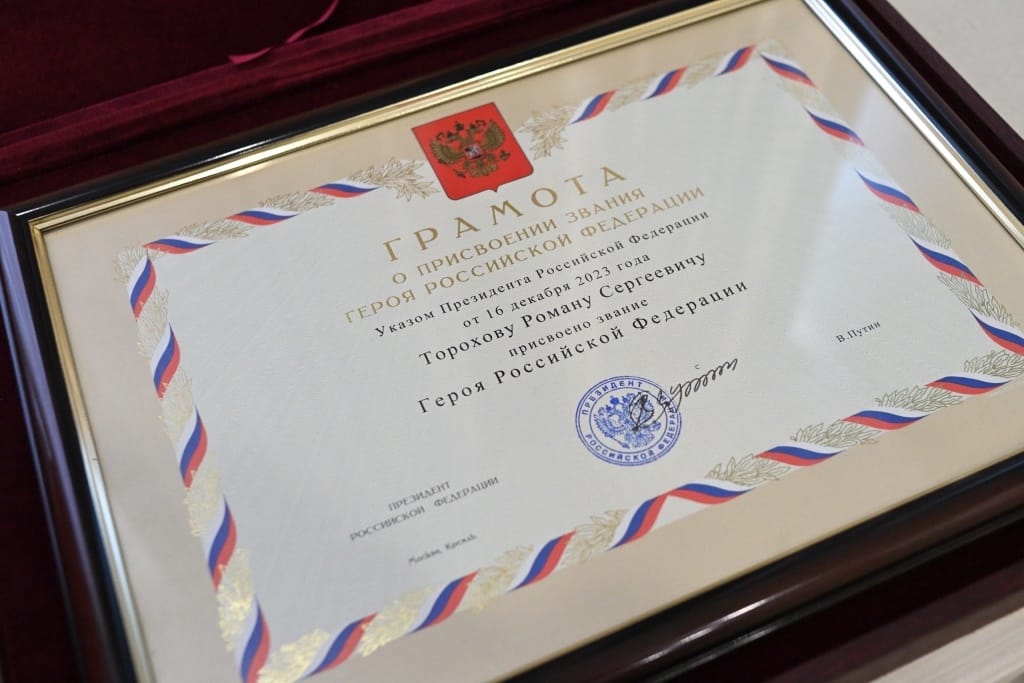 ГРАМОТА
О ПРИСВОЕНИИ ЗВАНИЯ
ГЕРОЯ РОССИЙСКОЙ ФЕДЕРАЦИИ
Указом Президента Российской Федерации
от 16 декабря 2023 года
Торохову Роману Сергеевичу
присвоено звание
Героя Российской Федерации
В.Путин
ПРЕЗИДЕНТ
РОССИЙСКОЙ ФЕДЕРАЦИИ
ПРЕЗИДЕНТ
РОССИЙСКОЙ ФЕДЕРАЦИИ
Москва, Кремль